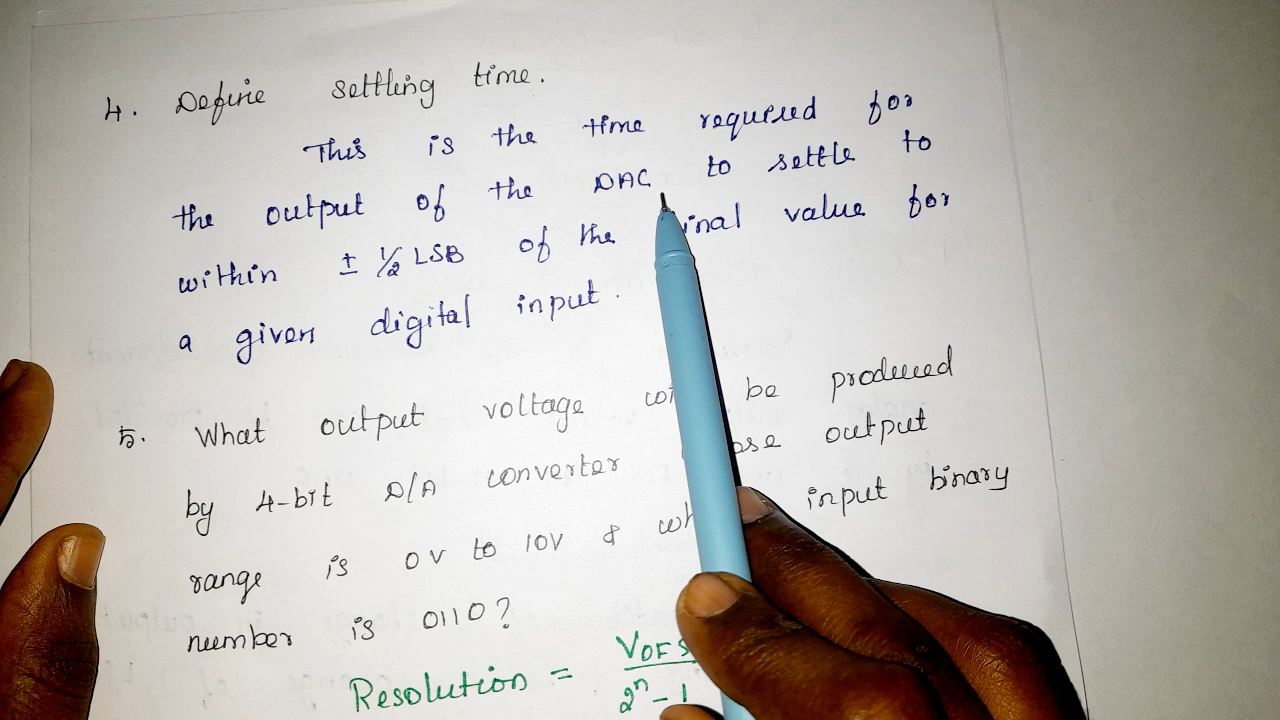 4. Define settling time.
This is the time required for
the output of the DAC to settle to
within ± 1/2 LSB of the value for
a given digital input.
5. What output voltage be produced
by 4-bit D/A converter output
range is 0V to 10V & input binary
number is 0110?
Resolution = VOFS / 2ⁿ - 1